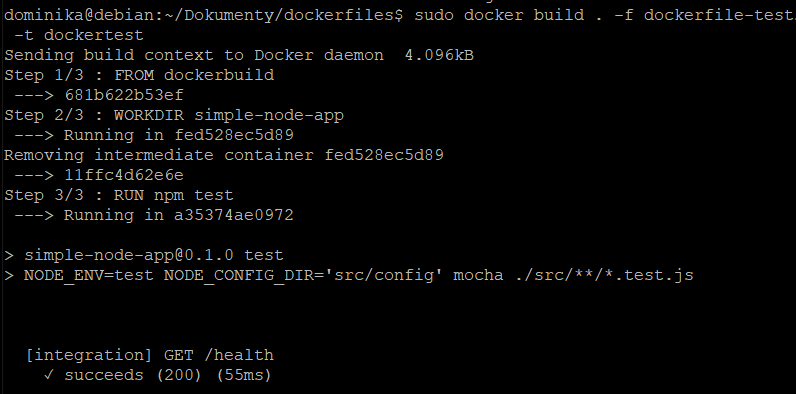 dominika@debian:~/Dokumenty/dockerfiles$ sudo docker build . -f dockerfile-test
 -t dockertest
Sending build context to Docker daemon  4.096kB
Step 1/3 : FROM dockerbuild
 ---> 681b622b53ef
Step 2/3 : WORKDIR simple-node-app
 ---> Running in fed528ec5d89
Removing intermediate container fed528ec5d89
 ---> 11ffc4d62e6e
Step 3/3 : RUN npm test
 ---> Running in a35374ae0972
> simple-node-app@0.1.0 test
> NODE_ENV=test NODE_CONFIG_DIR='src/config' mocha ./src/**/*.test.js
  [integration] GET /health
    ✓ succeeds (200) (55ms)